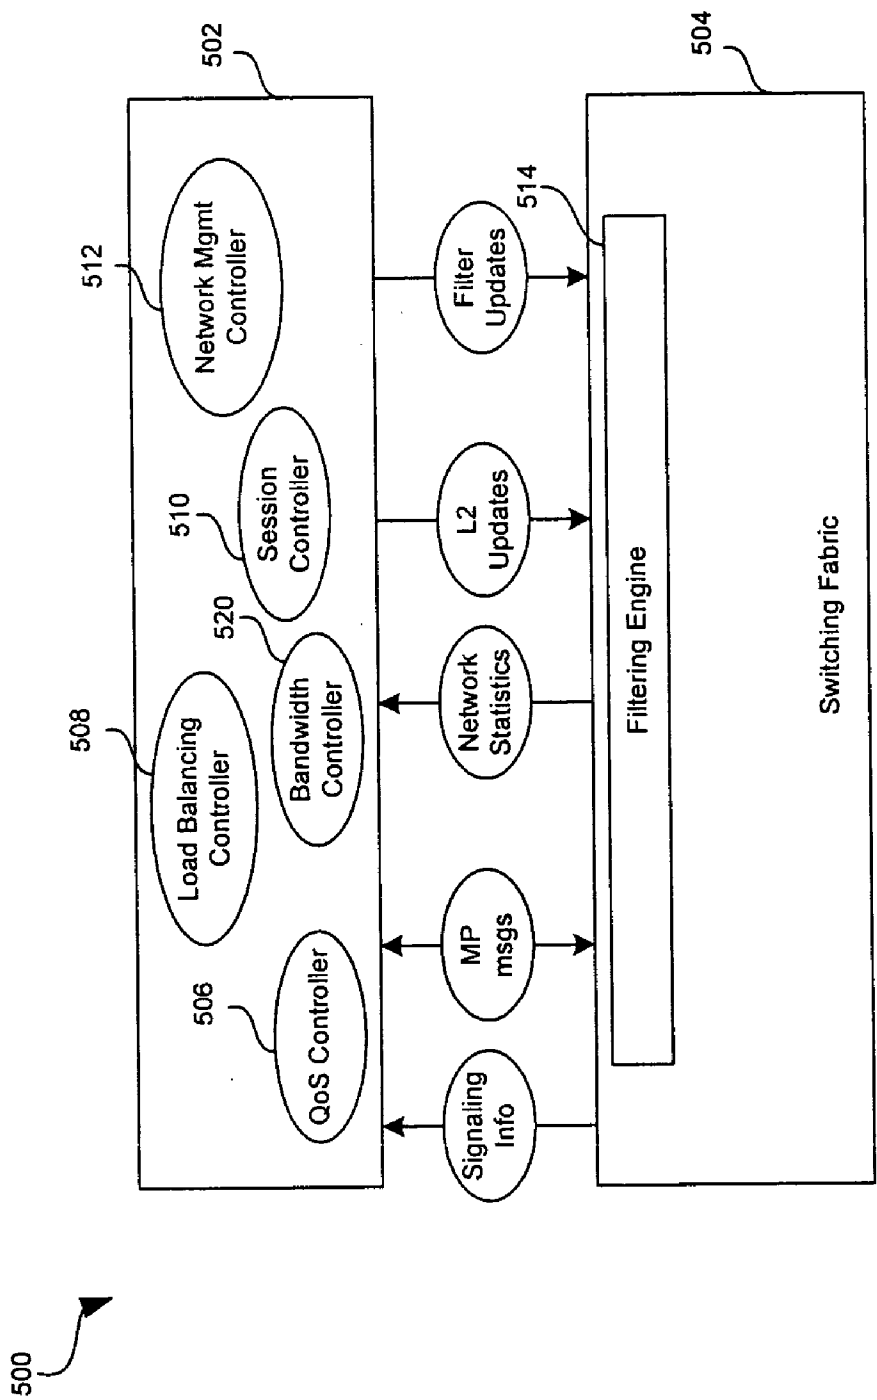 500
502
QoS Controller
506
Load Balancing
Controller
508
Bandwidth
Controller
520
Session
Controller
510
Network Mgmt
Controller
512
Signaling
Info
MP
msgs
Network
Statistics
L2
Updates
Filter
Updates
504
514
Filtering Engine
Switching Fabric